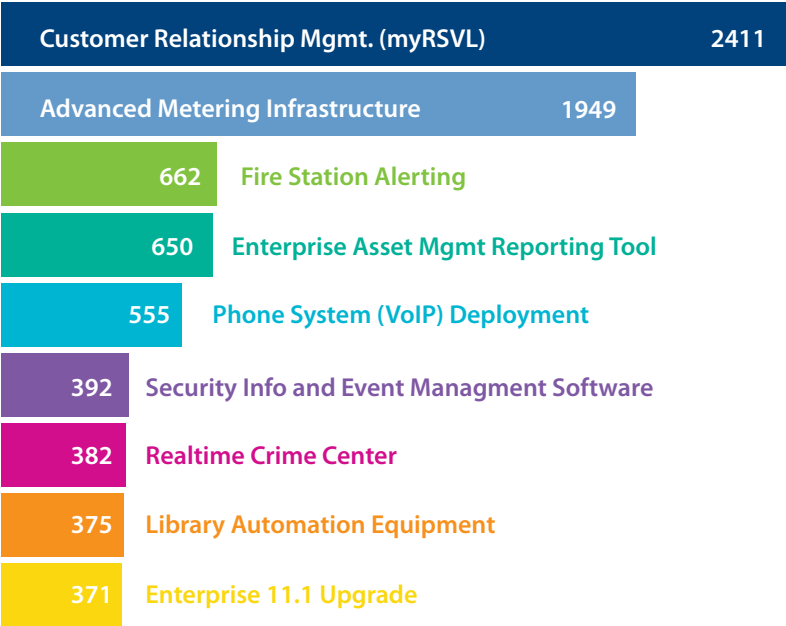 Customer Relationship Mgmt. (myRSVL) 2411
Advanced Metering Infrastructure 1949
662 Fire Station Alerting
650 Enterprise Asset Mgmt Reporting Tool
555 Phone System (VoIP) Deployment
392 Security Info and Event Managment Software
382 Realtime Crime Center
375 Library Automation Equipment
371 Enterprise 11.1 Upgrade